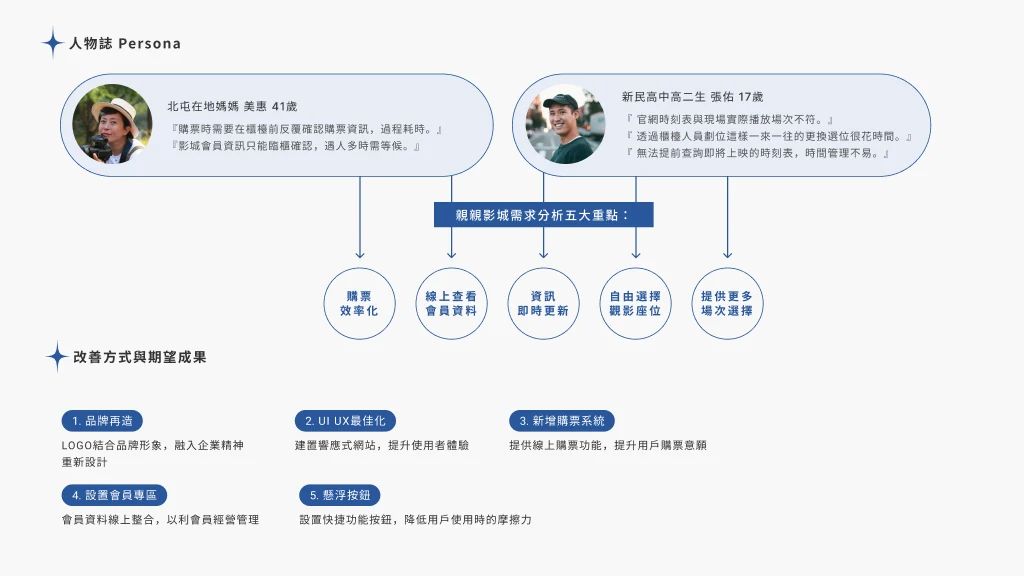 人物誌 Persona
北屯在地媽媽 美惠 41歲
『購票時需要在櫃檯前反覆確認購票資訊，過程耗時。』
『影城會員資訊只能臨櫃確認，遇人多時需等候。』
新民高中高二生 張佑 17歲
『 官網時刻表與現場實際播放場次不符。』
『 透過櫃檯人員劃位這樣一來一往的更換選位很花時間。』
『 無法提前查詢即將上映的時刻表，時間管理不易。』
親親影城需求分析五大重點：
購票
效率化
線上查看
會員資料
資訊
即時更新
自由選擇
觀影座位
提供更多
場次選擇
改善方式與期望成果
1. 品牌再造
LOGO結合品牌形象，融入企業精神
重新設計
2. UI UX最佳化
建置響應式網站，提升使用者體驗
3. 新增購票系統
提供線上購票功能，提升用戶購票意願
4. 設置會員專區
會員資料線上整合，以利會員經營管理
5. 懸浮按鈕
設置快捷功能按鈕，降低用戶使用時的摩擦力